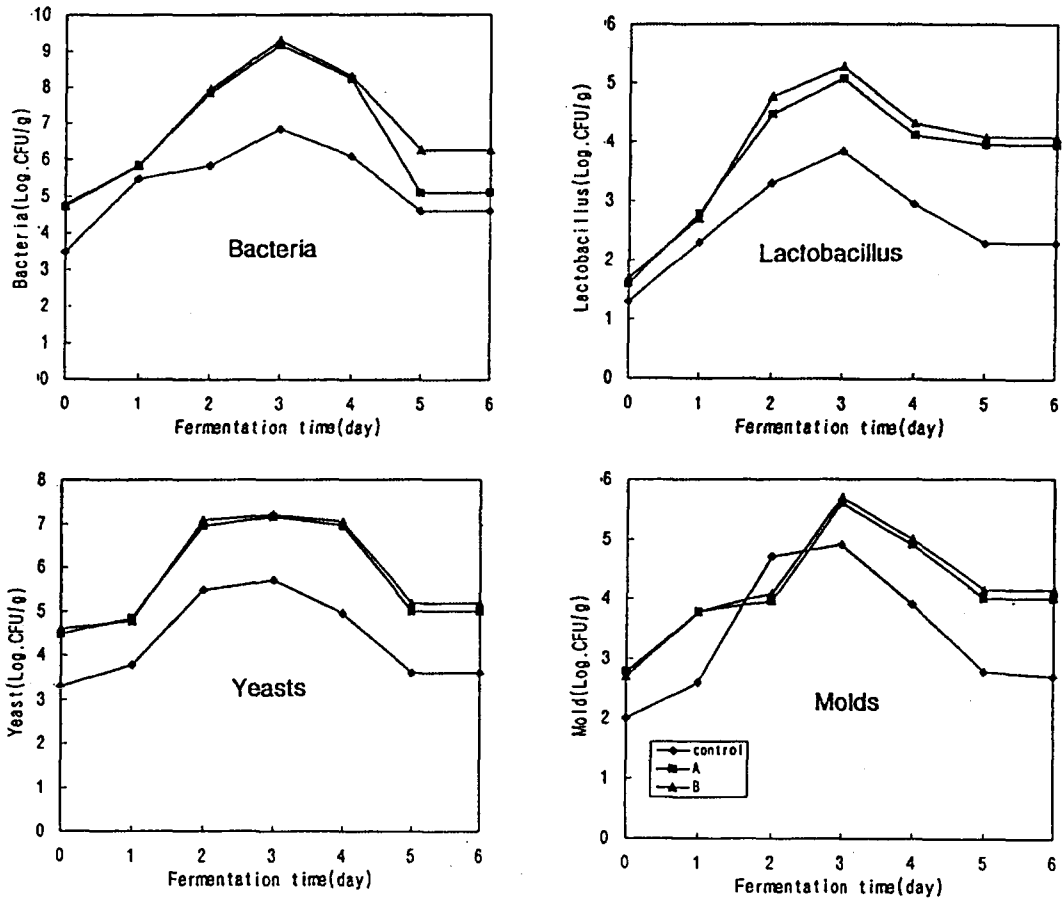 Bacteria(Log.CFU/g)
10
9
8
7
6
5
4
3
2
1
0
Bacteria
0 1 2 3 4 5 6
Fermentation time(day)
Lactobacillus(Log.CFU/g)
6
5
4
3
2
1
0
Lactobacillus
0 1 2 3 4 5 6
Fermentation time(day)
Yeast(Log.CFU/g)
8
7
6
5
4
3
2
1
0
Yeasts
0 1 2 3 4 5 6
Fermentation time(day)
Mold(Log.CFU/g)
6
5
4
3
2
1
0
Molds
control
A
B
0 1 2 3 4 5 6
Fermentation time(day)